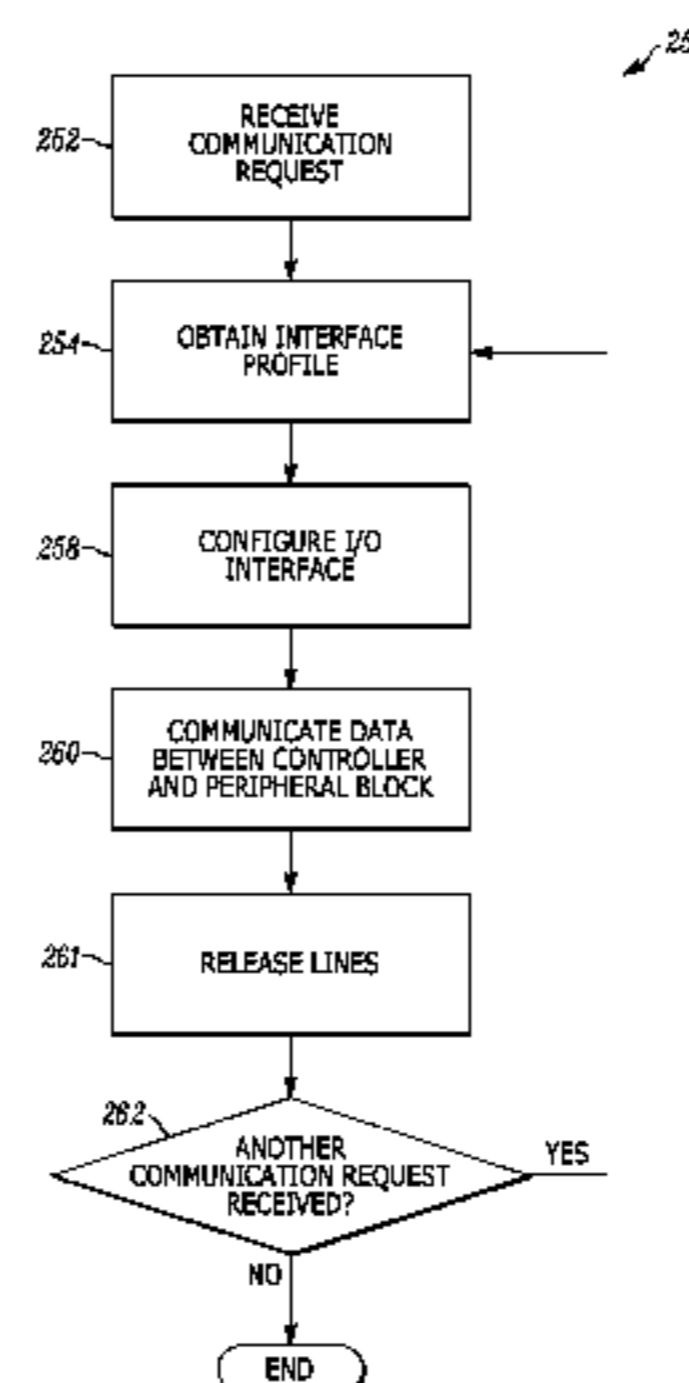 252
RECEIVE
COMMUNICATION
REQUEST
254
OBTAIN INTERFACE
PROFILE
258
CONFIGURE I/O
INTERFACE
260
COMMUNICATE DATA
BETWEEN CONTROLLER
AND PERIPHERAL BLOCK
261
RELEASE LINES
262
ANOTHER
COMMUNICATION REQUEST
RECEIVED?
YES
NO
END